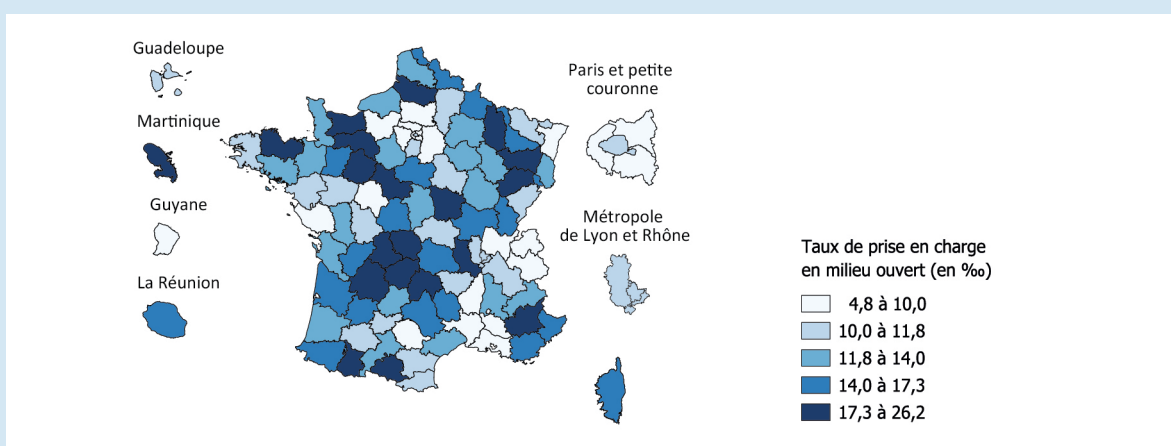 Guadeloupe
Martinique
Guyane
La Réunion
Paris et petite
couronne
Métropole
de Lyon et Rhône
Taux de prise en charge
en milieu ouvert (en ‰)
4,8 à 10,0
10,0 à 11,8
11,8 à 14,0
14,0 à 17,3
17,3 à 26,2